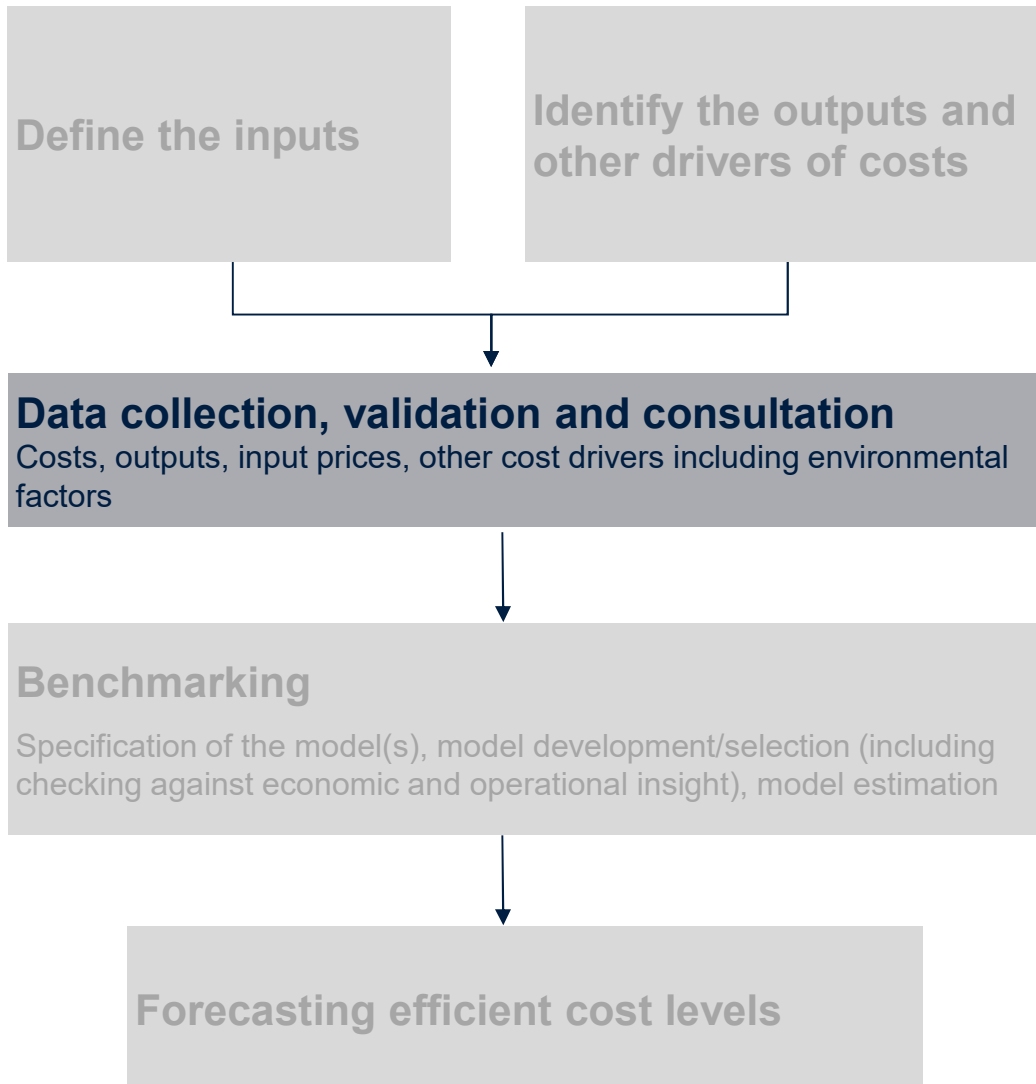 Define the inputs
Identify the outputs and
other drivers of costs
Data collection, validation and consultation
Costs, outputs, input prices, other cost drivers including environmental
factors
Benchmarking
Specification of the model(s), model development/selection (including
checking against economic and operational insight), model estimation
Forecasting efficient cost levels